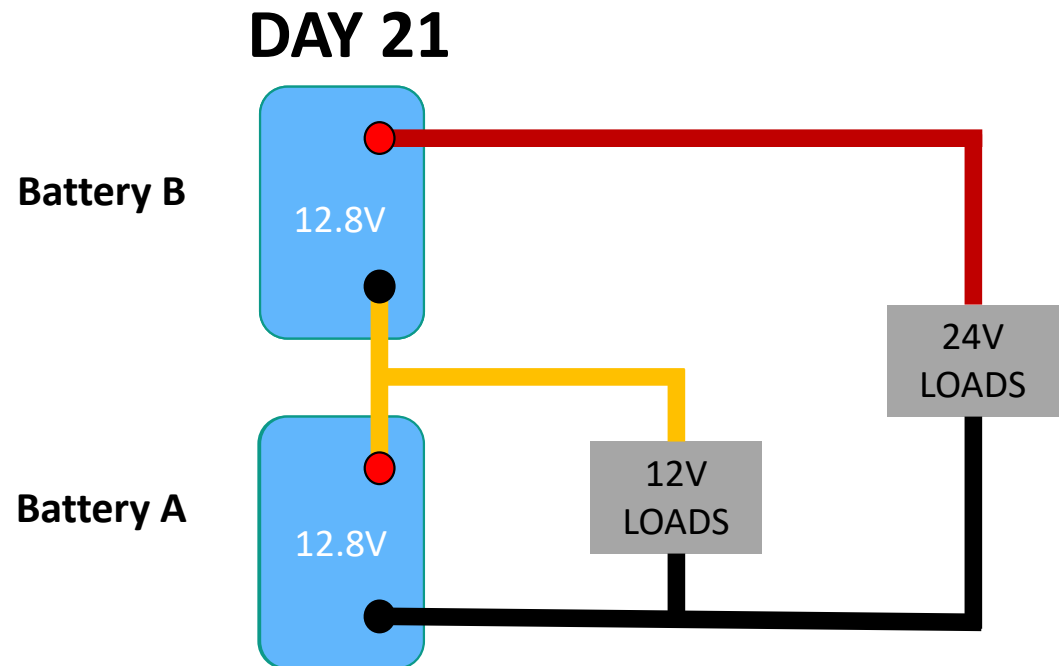 DAY 21
Battery B
12.8V
24V
LOADS
12V
LOADS
Battery A
12.8V